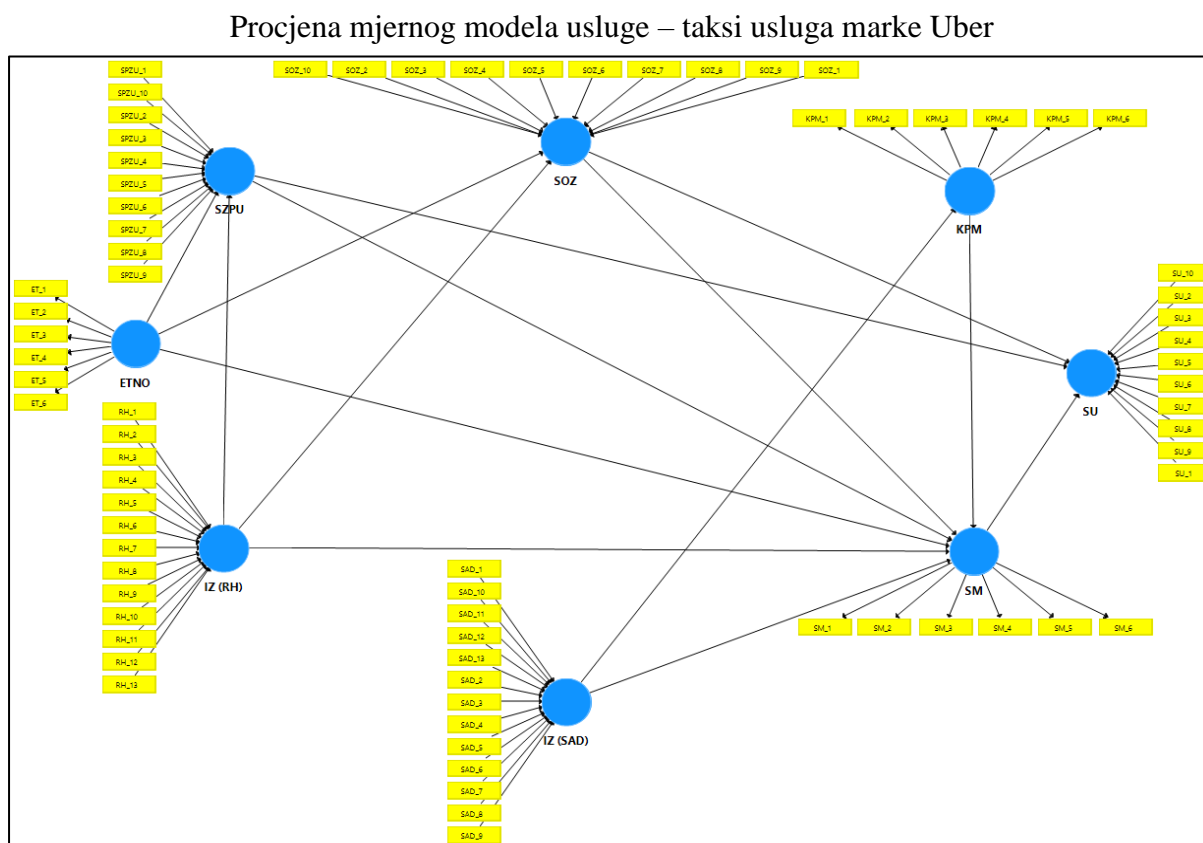 Procjena mjernog modela usluge – taksi usluga marke Uber
SPZU_1
SPZU_10
SPZU_2
SPZU_3
SPZU_4
SPZU_5
SPZU_6
SPZU_7
SPZU_8
SPZU_9
SZPU
SOZ_10 SOZ_2 SOZ_3 SOZ_4 SOZ_5 SOZ_6 SOZ_7 SOZ_8 SOZ_9 SOZ_1
SOZ
KPM_1 KPM_2 KPM_3 KPM_4 KPM_5 KPM_6
KPM
ET_1
ET_2
ET_3
ET_4
ET_5
ET_6
ETNO
SU_10
SU_2
SU_3
SU_4
SU_5
SU_6
SU_7
SU_8
SU_9
SU_1
SU
RH_1
RH_2
RH_3
RH_4
RH_5
RH_6
RH_7
RH_8
RH_9
RH_10
RH_11
RH_12
RH_13
IZ (RH)
SAD_1
SAD_10
SAD_11
SAD_12
SAD_13
SAD_2
SAD_3
SAD_4
SAD_5
SAD_6
SAD_7
SAD_8
SAD_9
IZ (SAD)
SM
SM_1 SM_2 SM_3 SM_4 SM_5 SM_6